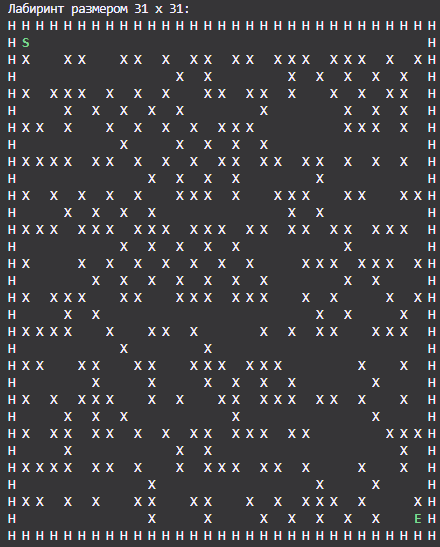 Лабиринт размером 31 x 31:
H H H H H H H H H H H H H H H H H H H H H H H H H H H H H H H
H S H
H X X X X X X X X X X X X X X X X X X H
H X X X X X X X H
H X X X X X X X X X X X X X X X X H
H X X X X X X X X X H
H X X X X X X X X X X X X X H
H X X X X X H
H X X X X X X X X X X X X X X X X X X H
H X X X X X H
H X X X X X X X X X X X X X X X X H
H X X X X X X H
H X X X X X X X X X X X X X X X X X X X X X X H
H X X X X X X H
H X X X X X X X X X X X X X X X H
H X X X X X X X X H
H X X X X X X X X X X X X X X X X H
H X X X X H
H X X X X X X X X X X X X X X X H
H X X H
H X X X X X X X X X X X X X X X H
H X X X X X X X H
H X X X X X X X X X X X X X X X X H
H X X X X X H
H X X X X X X X X X X X X X X X X X H
H X X X X H
H X X X X X X X X X X X X X X X H
H X X X H
H X X X X X X X X X X X X X X X H
H X X X X X X X E H
H H H H H H H H H H H H H H H H H H H H H H H H H H H H H H H